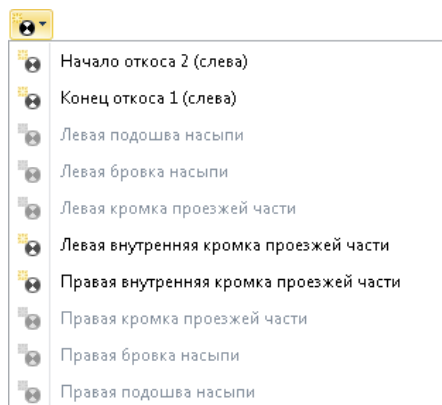 Начало откоса 2 (слева)
Конец откоса 1 (слева)
Левая подошва насыпи
Левая бровка насыпи
Левая кромка проезжей части
Левая внутренняя кромка проезжей части
Правая внутренняя кромка проезжей части
Правая кромка проезжей части
Правая бровка насыпи
Правая подошва насыпи